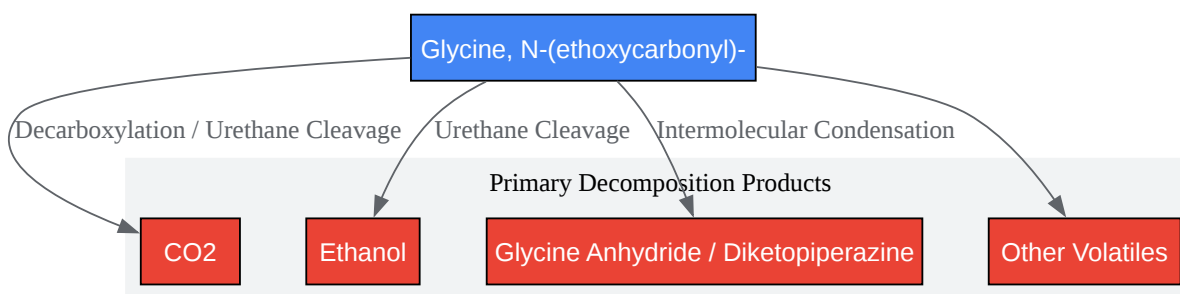 Glycine, N-(ethoxycarbonyl)-
Decarboxylation / Urethane Cleavage
Urethane Cleavage
Intermolecular Condensation
Primary Decomposition Products
CO2
Ethanol
Glycine Anhydride / Diketopiperazine
Other Volatiles